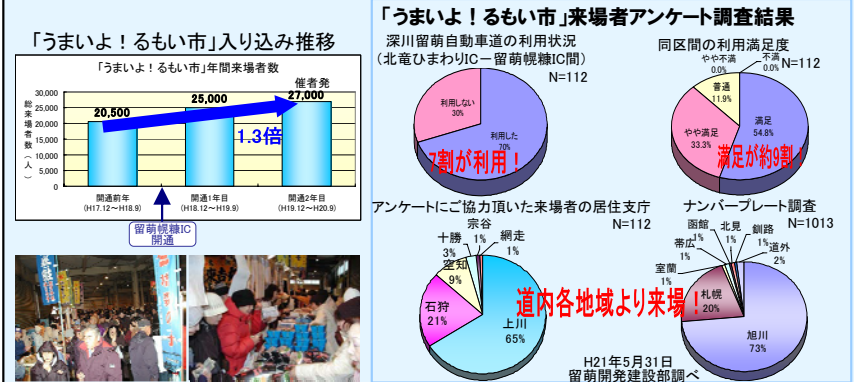 「うまいよ！るもい市」入り込み推移
「うまいよ！るもい市」年間来場者数
催者発
総来場者数（人）
30,000
25,000
20,000
15,000
10,000
5,000
0
20,500
25,000
27,000
1.3倍
開通前年
(H17.12～H18.9)
開通1年目
(H18.12～H19.9)
開通2年目
(H19.12～H20.9)
留萌幌糠IC
開通
「うまいよ！るもい市」来場者アンケート調査結果
深川留萌自動車道の利用状況
（北竜ひまわりIC－留萌幌糠IC間）
N=112
利用しない
30%
利用した
70%
7割が利用！
同区間の利用満足度
N=112
やや不満
0.0%
不満
0.0%
普通
11.9%
やや満足
33.3%
満足
54.8%
満足が約9割！
アンケートにご協力頂いた来場者の居住支庁
N=112
宗谷
1%
網走
1%
十勝
3%
空知
9%
石狩
21%
上川
65%
道内各地域より来場！
ナンバープレート調査
N=1013
函館
1%
北見
1%
釧路
1%
帯広
1%
道外
2%
室蘭
1%
札幌
20%
旭川
73%
H21年5月31日
留萌開発建設部調べ